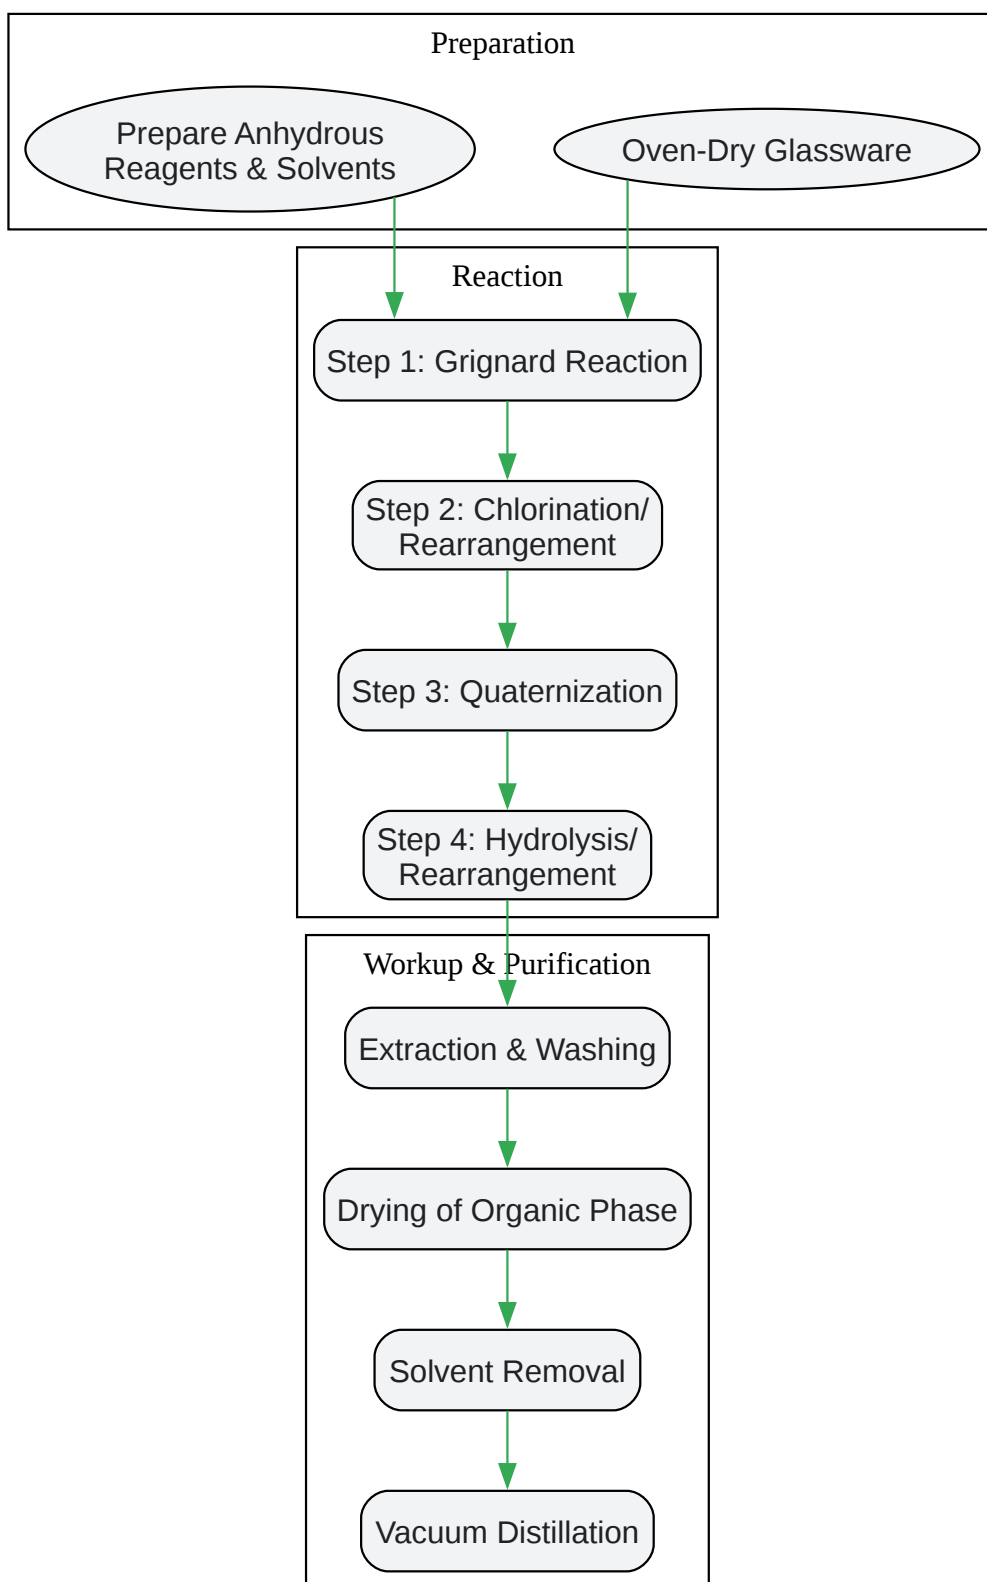 Preparation
Prepare Anhydrous
Reagents & Solvents
Oven-Dry Glassware
Reaction
Step 1: Grignard Reaction
Step 2: Chlorination/
Rearrangement
Step 3: Quaternization
Step 4: Hydrolysis/
Rearrangement
Workup & Purification
Extraction & Washing
Drying of Organic Phase
Solvent Removal
Vacuum Distillation